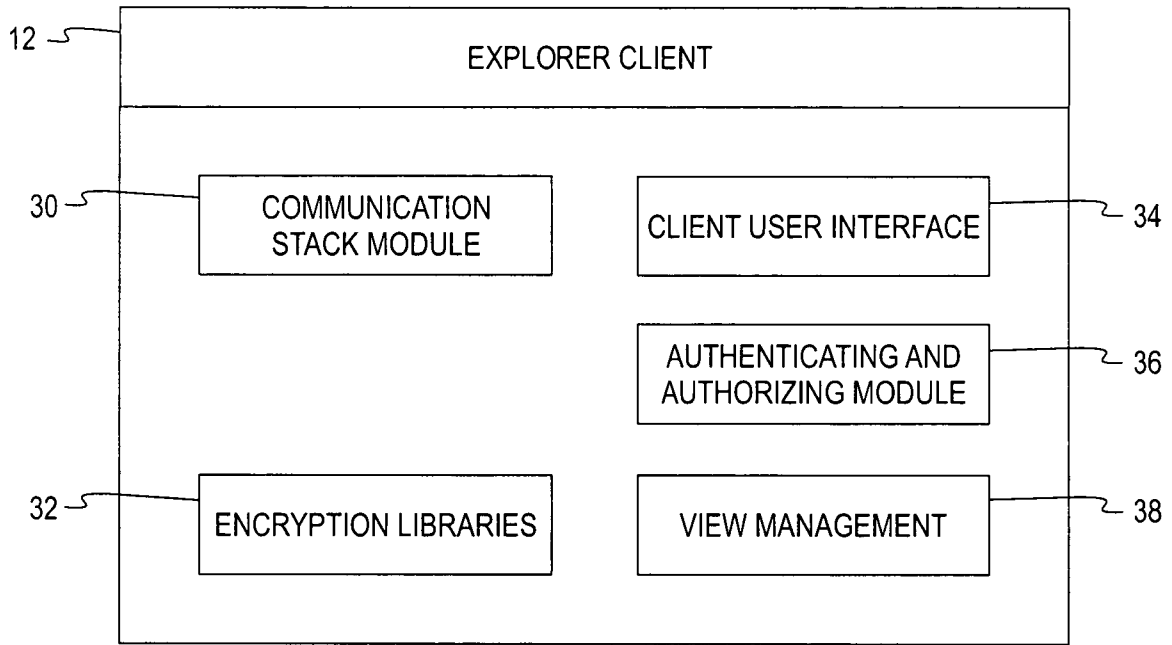 12
EXPLORER CLIENT
30
COMMUNICATION
STACK MODULE
CLIENT USER INTERFACE
34
AUTHENTICATING AND
AUTHORIZING MODULE
36
32
ENCRYPTION LIBRARIES
VIEW MANAGEMENT
38